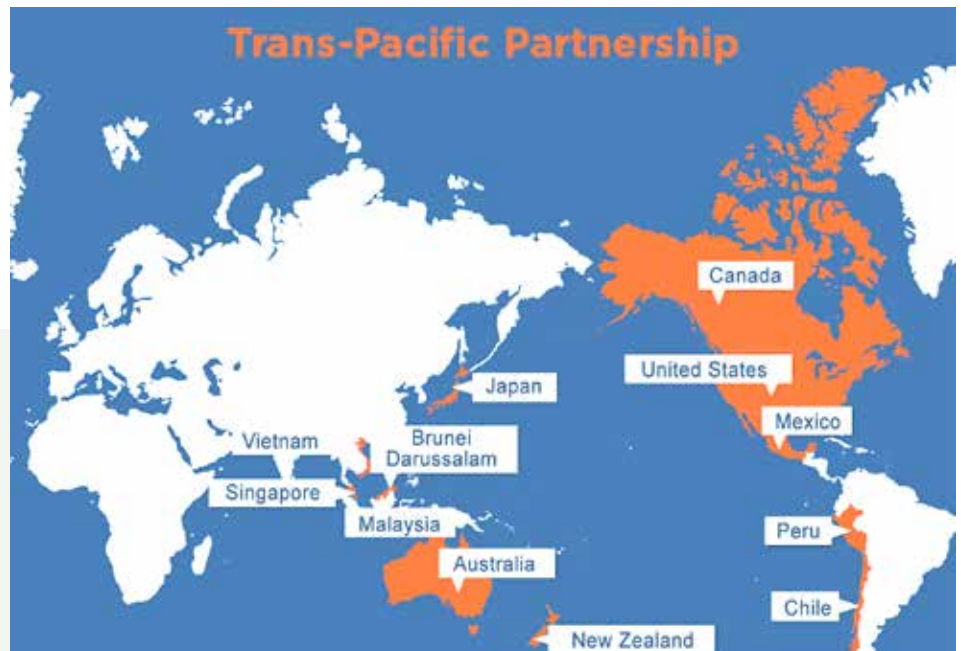 Trans-Pacific Partnership
Canada
United States
Japan
Mexico
Vietnam
Brunei
Darussalam
Singapore
Malaysia
Peru
Australia
Chile
New Zealand